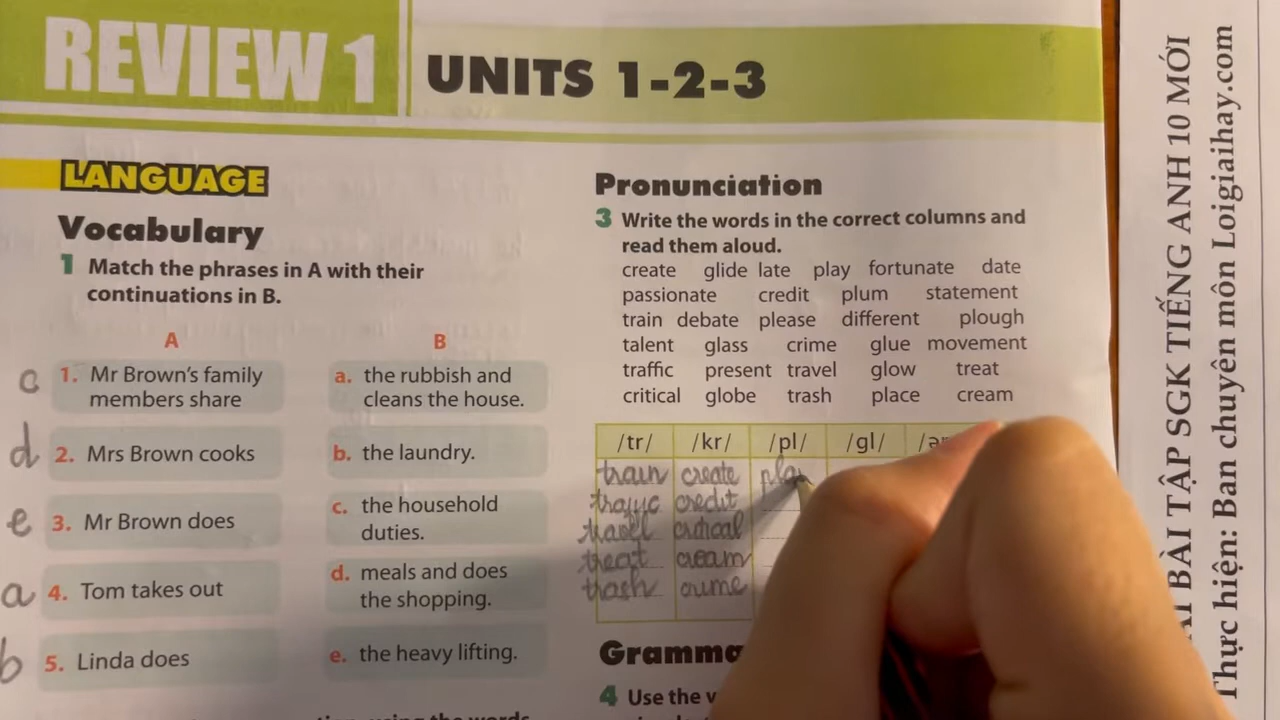 REVIEW 1
UNITS 1-2-3
LANGUAGE
Vocabulary
1 Match the phrases in A with their
continuations in B.
A
B
c 1. Mr Brown's family
members share
a. the rubbish and
cleans the house.
d 2. Mrs Brown cooks
b. the laundry.
e 3. Mr Brown does
c. the household
duties.
a 4. Tom takes out
d. meals and does
the shopping.
b 5. Linda does
e. the heavy lifting.
Pronunciation
3 Write the words in the correct columns and
read them aloud.
create glide late play fortunate date
passionate credit plum statement
train debate please different plough
talent glass crime glue movement
traffic present travel glow treat
critical globe trash place cream
/tr/ /kr/ /pl/ /gl/
train create pla
traffic credit
travel critical
treat cream
trash crime
4 Use the
BÀI TẬP SGK TIẾNG ANH 10 MỚI
Thực hiện: Ban chuyên môn Loigiaihay.com